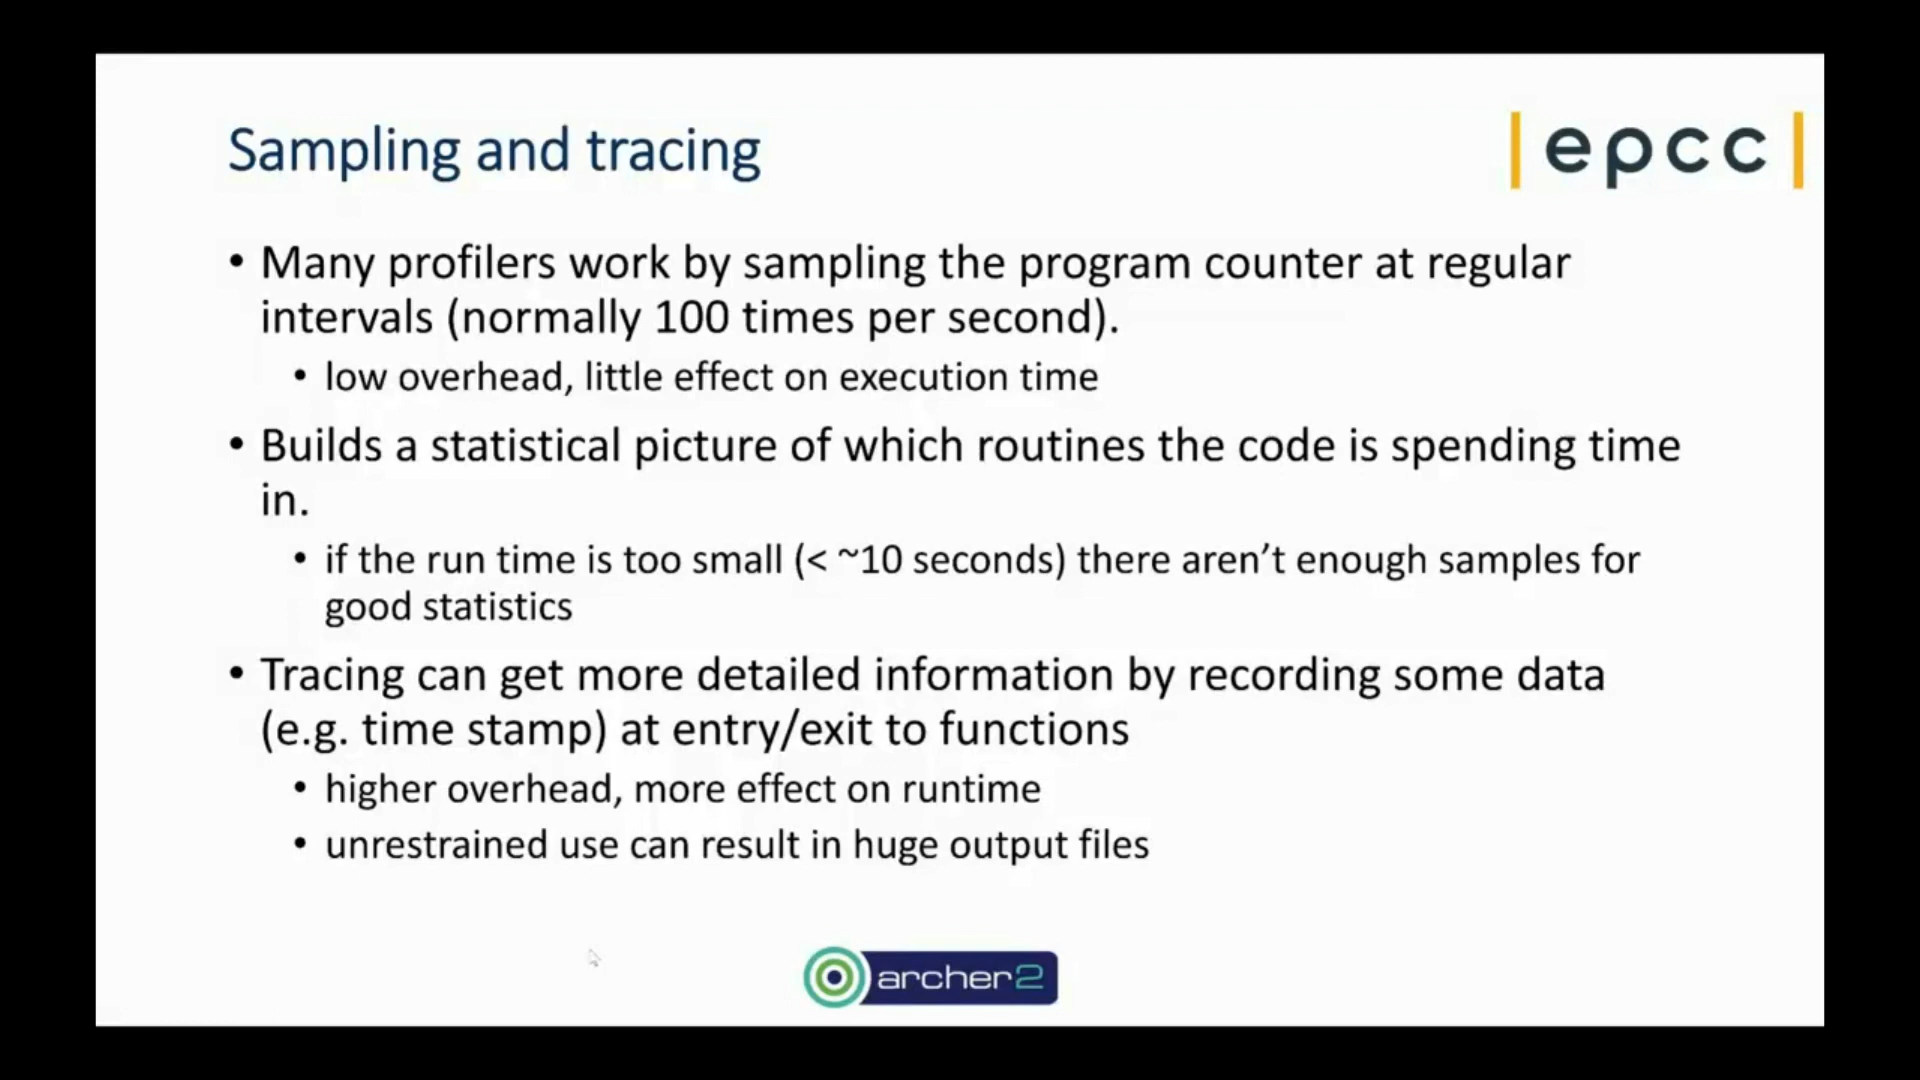 Sampling and tracing
|epcc|
• Many profilers work by sampling the program counter at regular
intervals (normally 100 times per second).
• low overhead, little effect on execution time
• Builds a statistical picture of which routines the code is spending time
in.
• if the run time is too small (< ~10 seconds) there aren’t enough samples for
good statistics
• Tracing can get more detailed information by recording some data
(e.g. time stamp) at entry/exit to functions
• higher overhead, more effect on runtime
• unrestrained use can result in huge output files
archer2